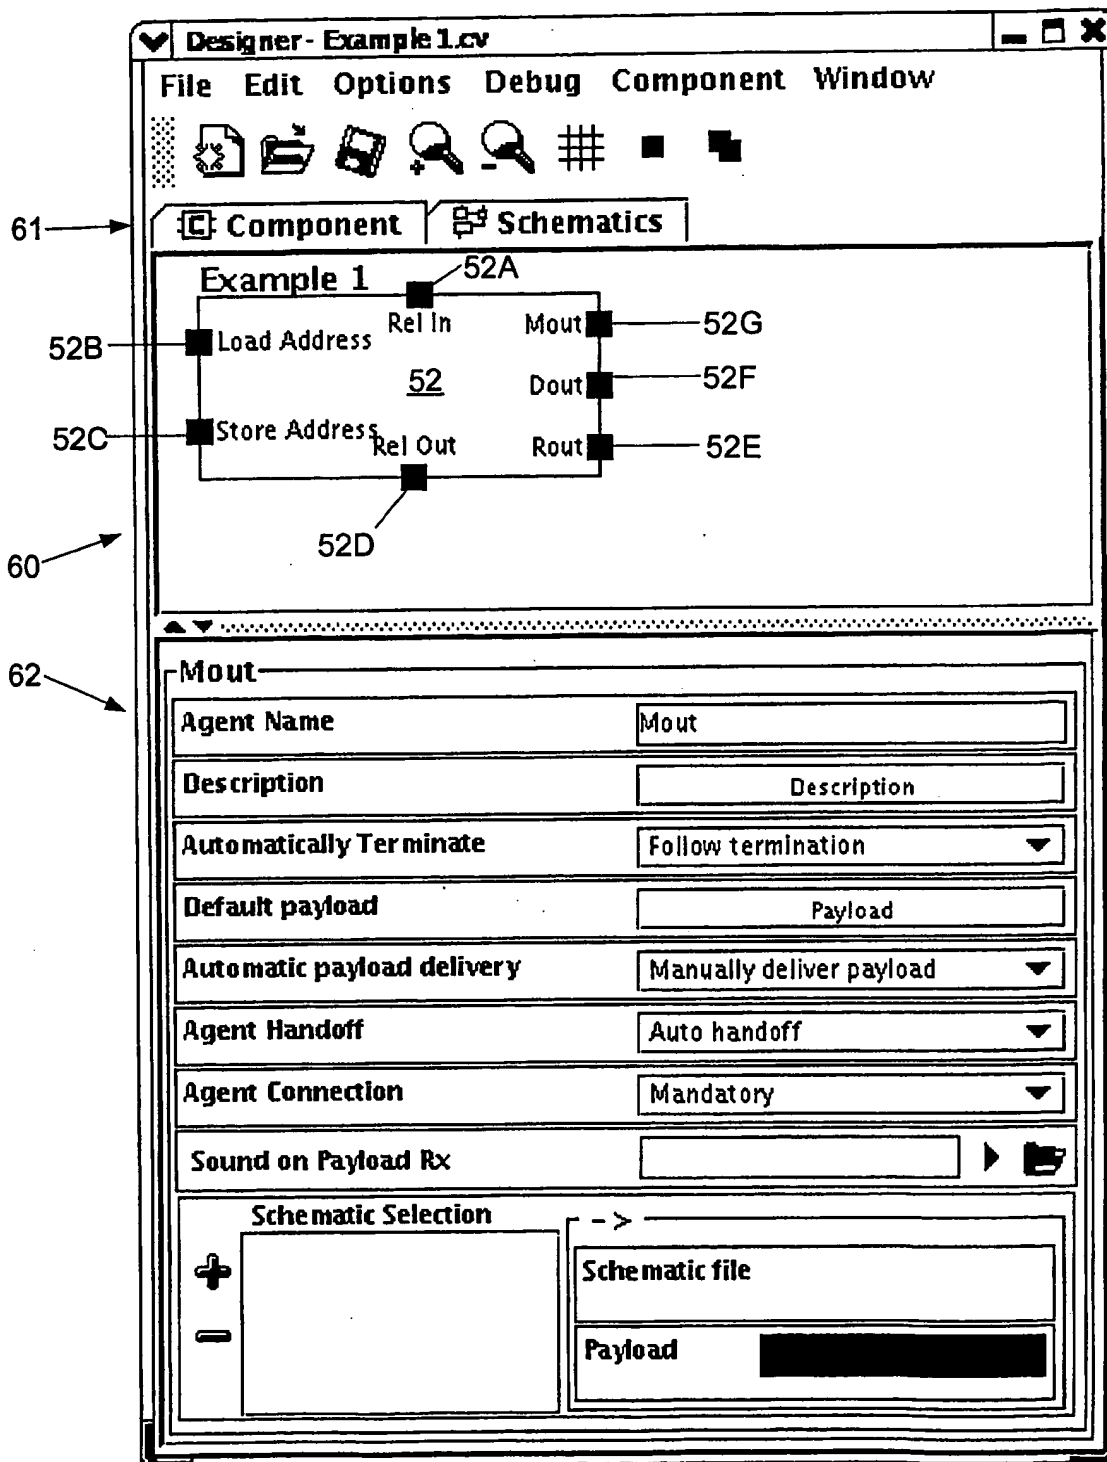 Designer - Example 1.cv
File Edit Options Debug Component Window
61
C Component Schematics
Example 1
52A
Rel In
Mout
52G
52B
Load Address
52
Dout
52F
52C
Store Address
Rel Out
Rout
52E
52D
60
62
Mout
Agent Name Mout
Description Description
Automatically Terminate Follow termination
Default payload Payload
Automatic payload delivery Manually deliver payload
Agent Handoff Auto handoff
Agent Connection Mandatory
Sound on Payload Rx
Schematic Selection
->
Schematic file
Payload